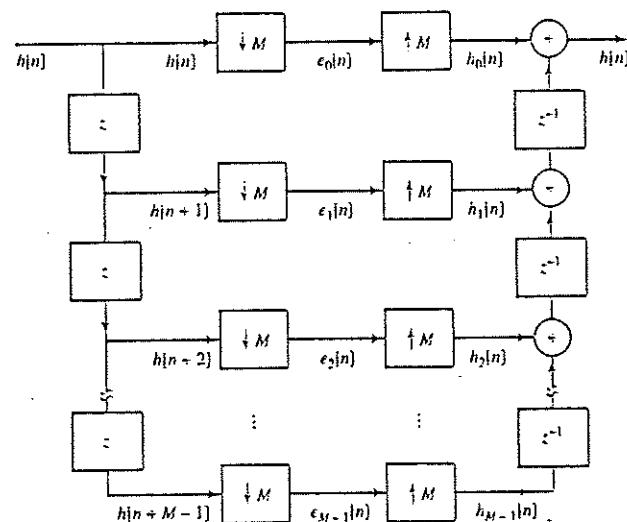 h[n] h[n] ↓ M e₀[n] ↑ M h₀[n] + h[n]
z z⁻¹
h[n + 1] ↓ M e₁[n] ↑ M h₁[n] +
z z⁻¹
h[n + 2] ↓ M e₂[n] ↑ M h₂[n] +
⋮ ⋮
z z⁻¹
h[n + M − 1] ↓ M e_{M−1}[n] ↑ M h_{M−1}[n]